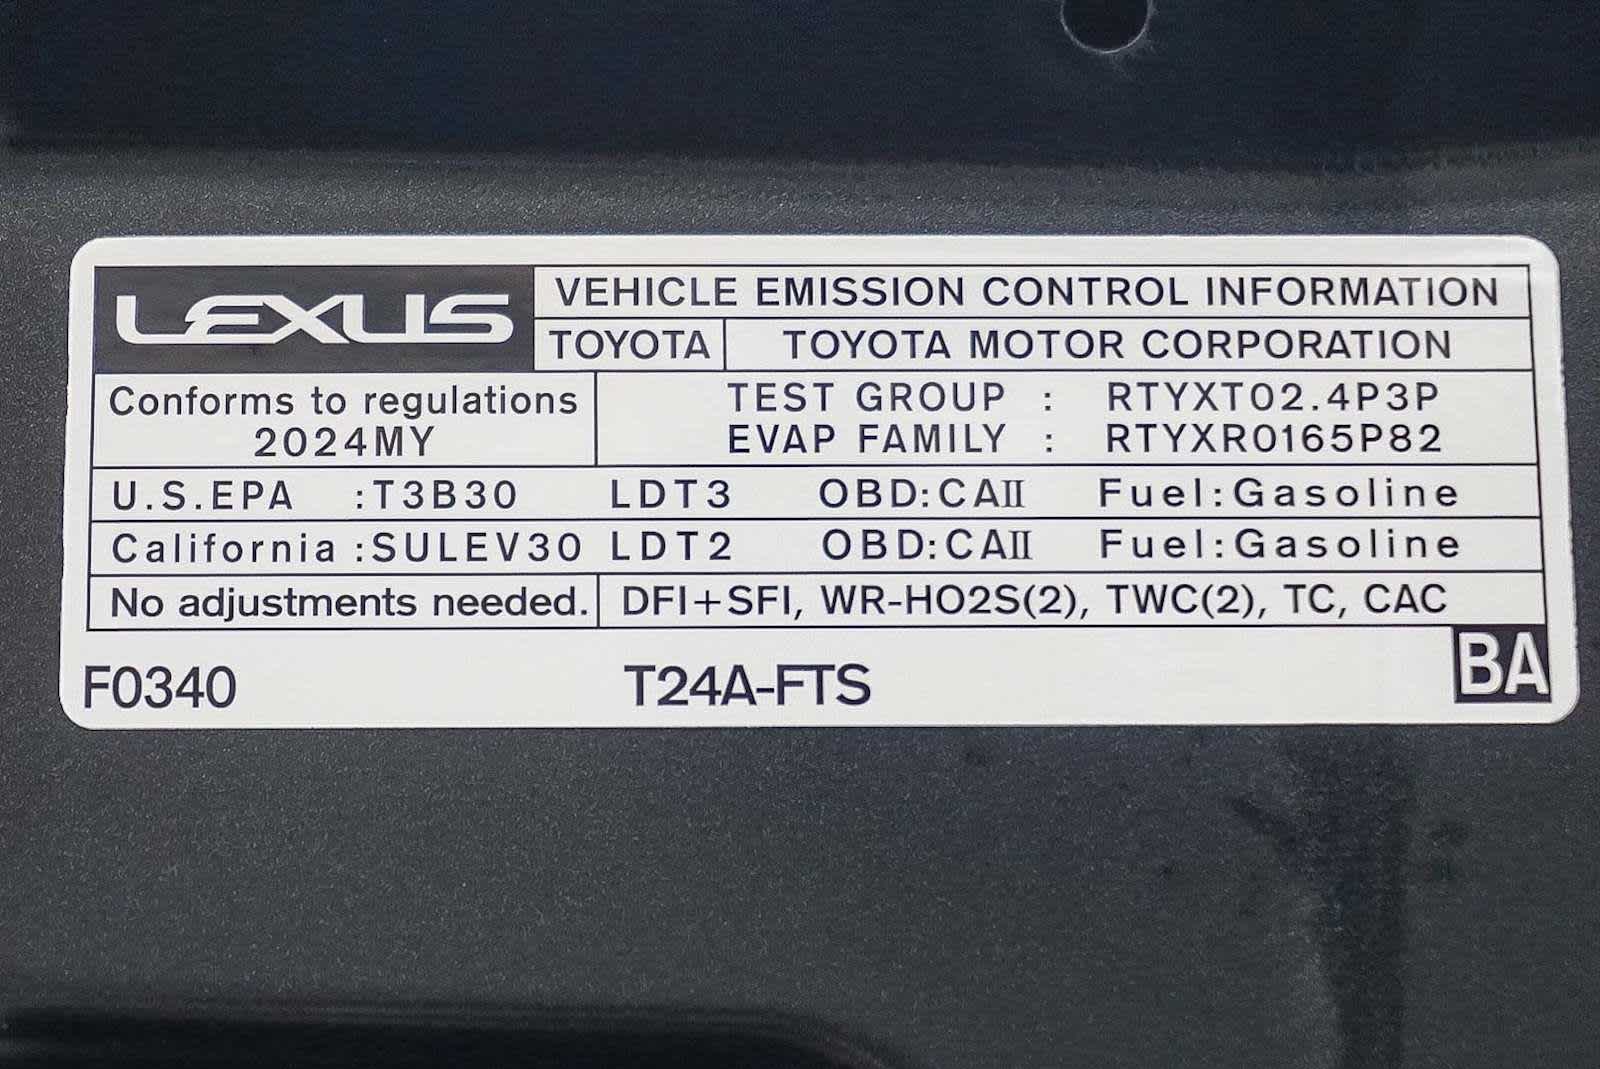 LEXUS
VEHICLE EMISSION CONTROL INFORMATION
TOYOTA TOYOTA MOTOR CORPORATION
Conforms to regulations
2024MY
TEST GROUP : RTYXT02.4P3P
EVAP FAMILY : RTYXR0165P82
U.S.EPA :T3B30 LDT3 OBD:CAII Fuel:Gasoline
California :SULEV30 LDT2 OBD:CAII Fuel:Gasoline
No adjustments needed. DFI+SFI, WR-HO2S(2), TWC(2), TC, CAC
F0340 T24A-FTS BA